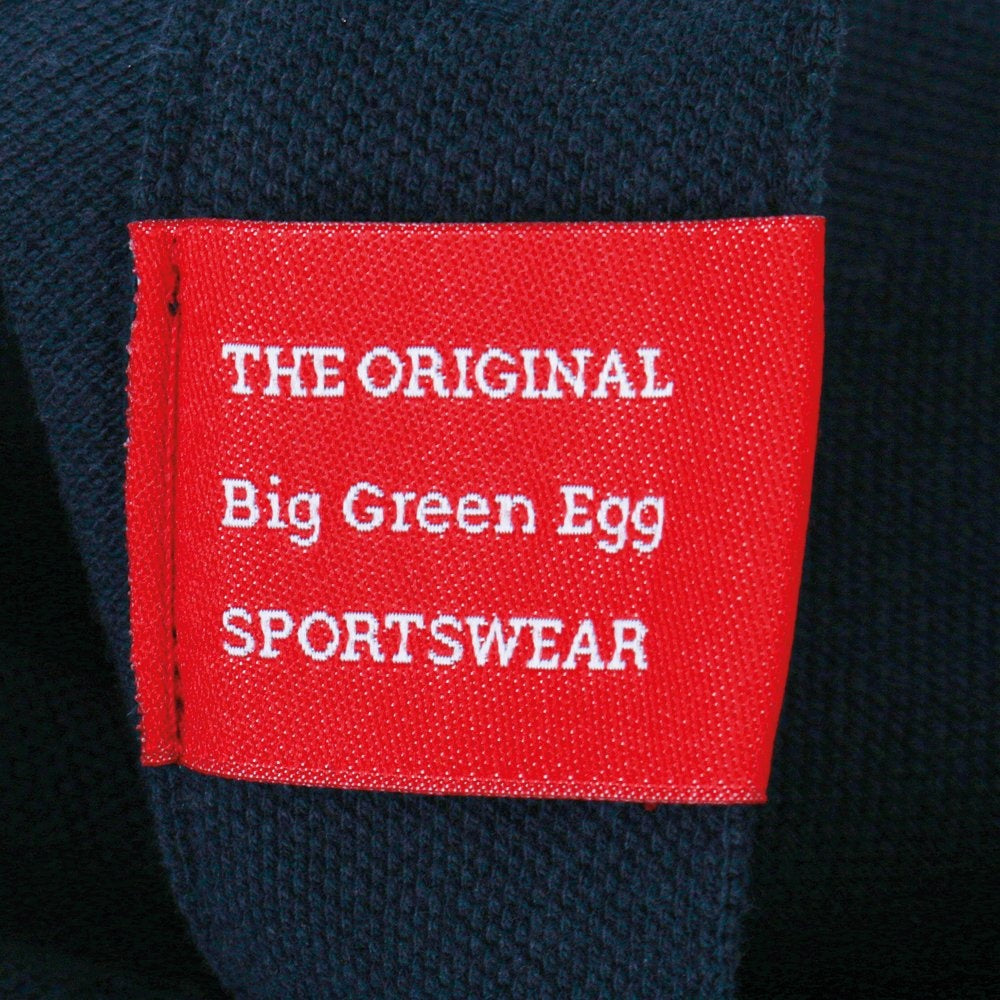 THE ORIGINAL
Big Green Egg
SPORTSWEAR